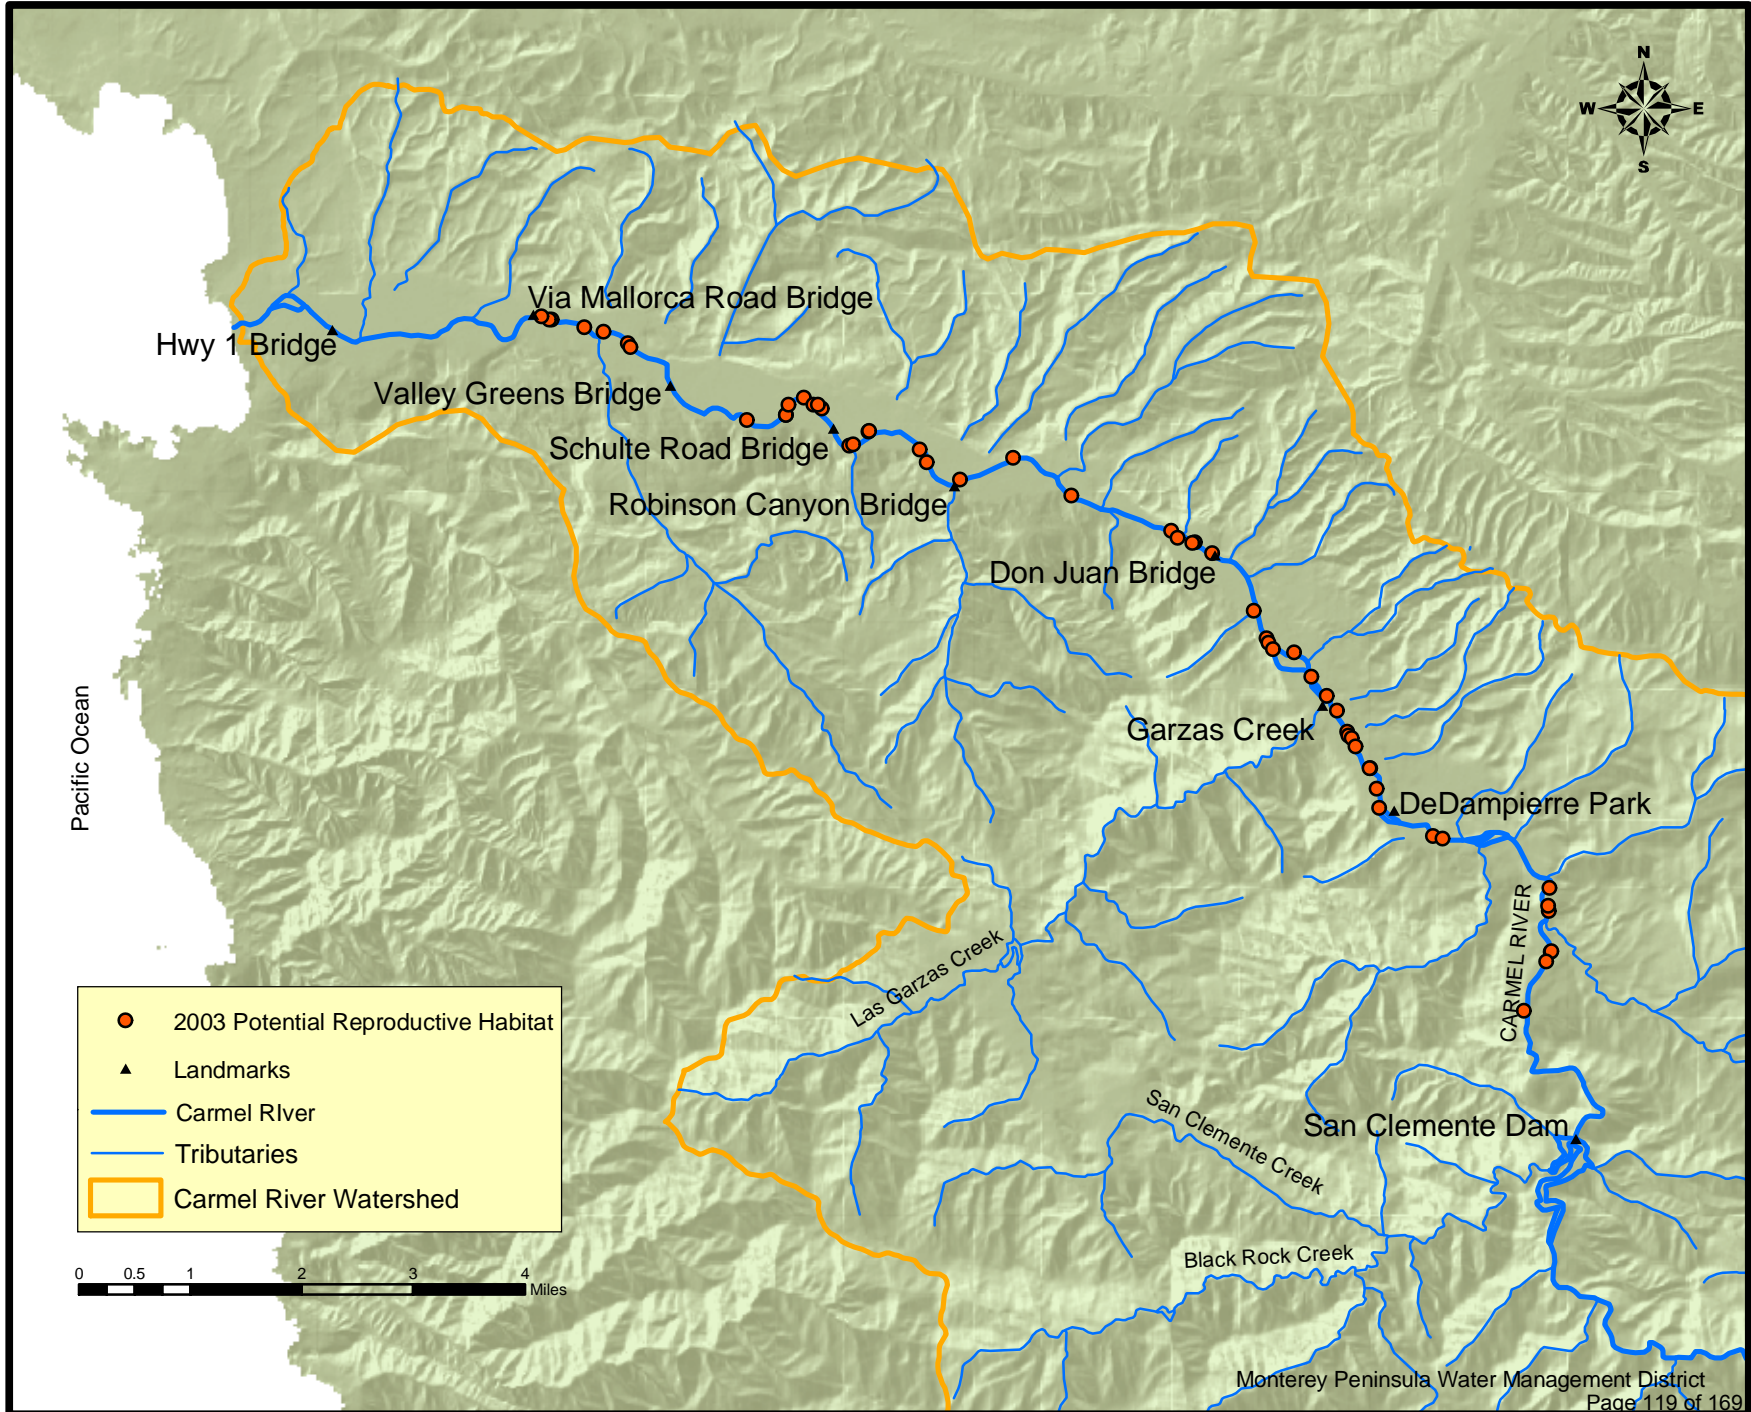 N
W E
S
Via Mallorca Road Bridge
Hwy 1 Bridge
Valley Greens Bridge
Schulte Road Bridge
Robinson Canyon Bridge
Don Juan Bridge
Pacific Ocean
Garzas Creek
DeDampierre Park
CARMEL RIVER
Las Garzas Creek
San Clemente Creek
San Clemente Dam
Black Rock Creek
2003 Potential Reproductive Habitat
Landmarks
Carmel RIver
Tributaries
Carmel River Watershed
0 0.5 1 2 3 4
Miles
Monterey Peninsula Water Management District
Page 119 of 169